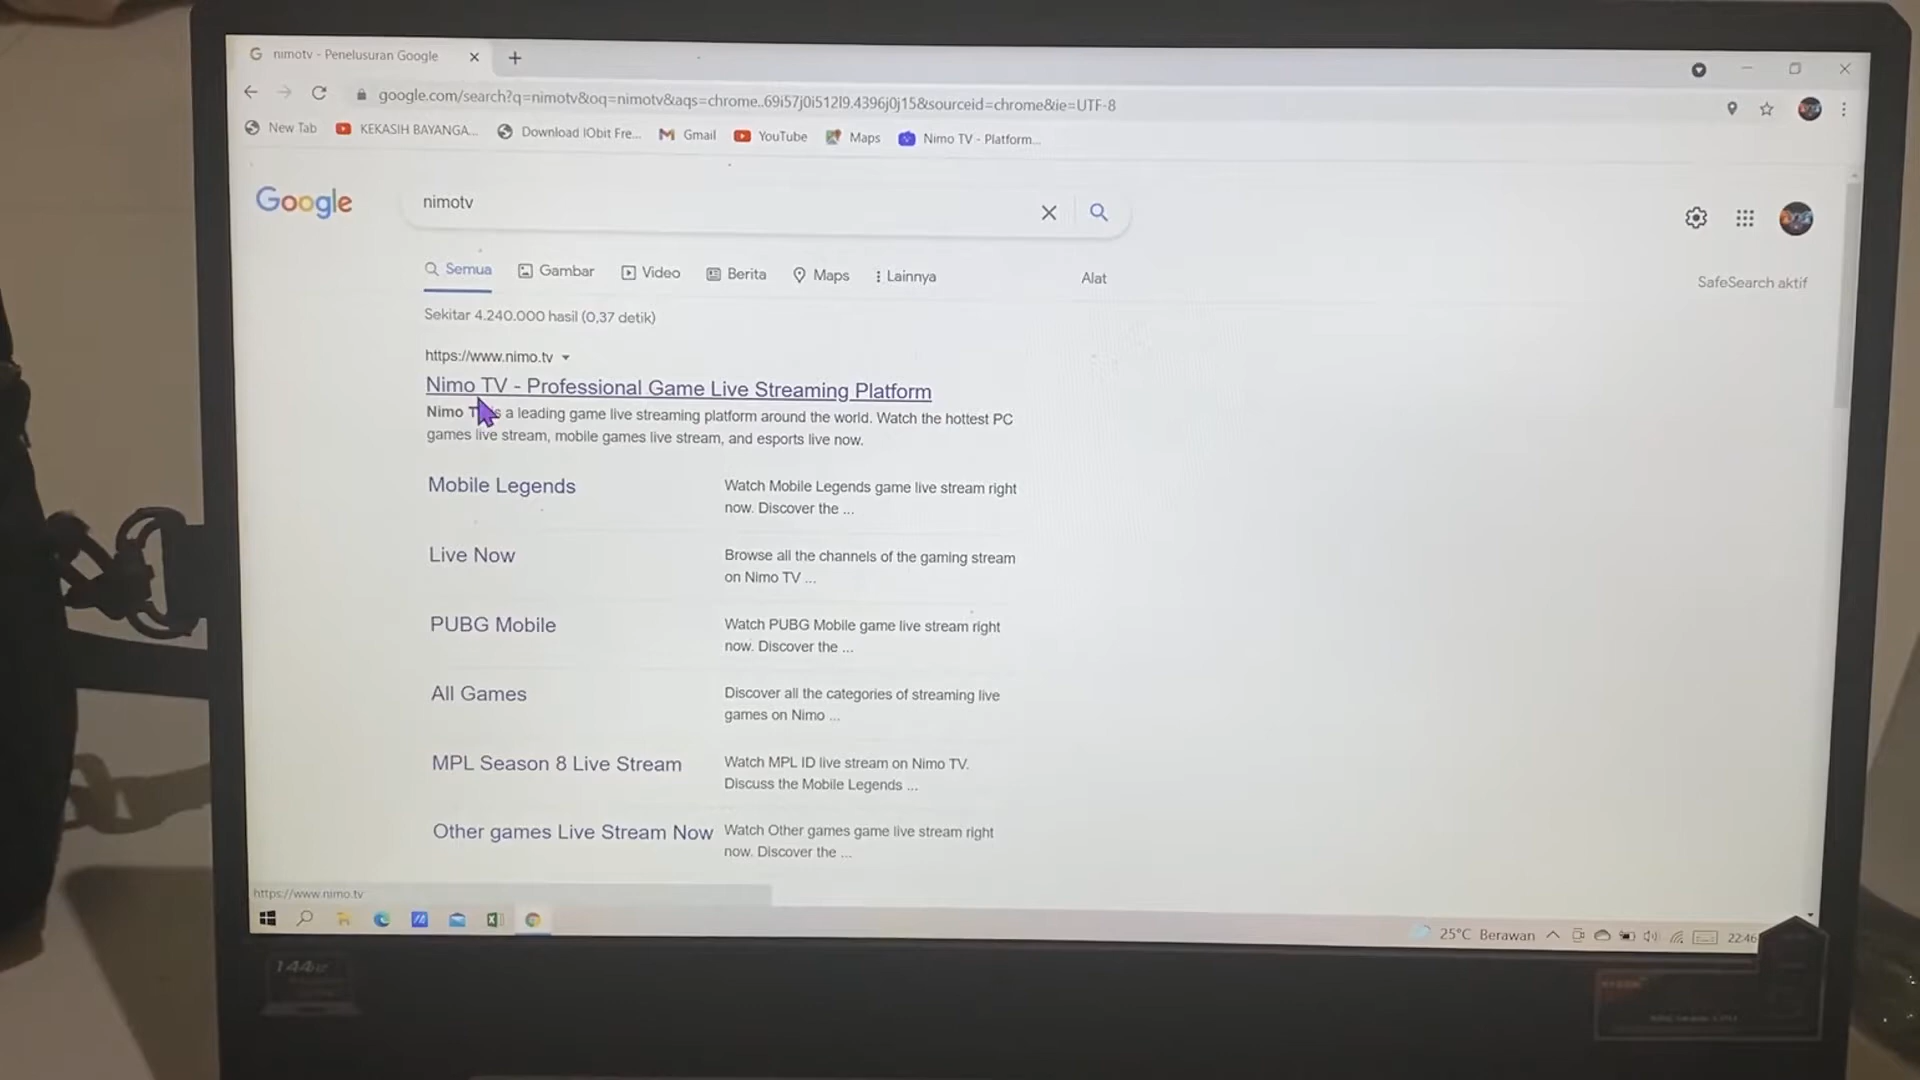 nimotv - Penelusuran Google
google.com/search?q=nimotv&oq=nimotv&aqs=chrome..69i57j0i512l9.4396j0j15&sourceid=chrome&ie=UTF-8
New Tab KEKASIH BAYANGA... Download IObit Fre... Gmail YouTube Maps Nimo TV - Platform...
Google nimotv
Semua Gambar Video Berita Maps Lainnya Alat SafeSearch aktif
Sekitar 4.240.000 hasil (0,37 detik)
https://www.nimo.tv
Nimo TV - Professional Game Live Streaming Platform
Nimo a leading game live streaming platform around the world. Watch the hottest PC
games live stream, mobile games live stream, and esports live now.
Mobile Legends Watch Mobile Legends game live stream right
now. Discover the ...
Live Now Browse all the channels of the gaming stream
on Nimo TV ...
PUBG Mobile Watch PUBG Mobile game live stream right
now. Discover the ...
All Games Discover all the categories of streaming live
games on Nimo ...
MPL Season 8 Live Stream Watch MPL ID live stream on Nimo TV.
Discuss the Mobile Legends ...
Other games Live Stream Now Watch Other games game live stream right
now. Discover the ...
https://www.nimo.tv
25°C Berawan 22:46
144Hz